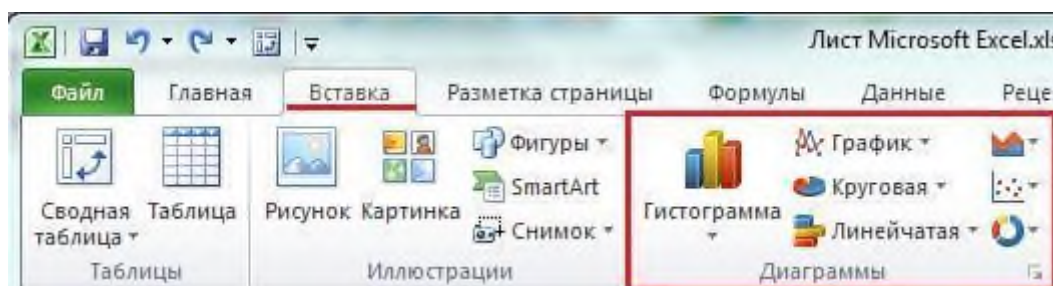 Лист Microsoft Excel.xls
Файл Главная Вставка Разметка страницы Формулы Данные Реце
Сводная таблица
Таблица
Рисунок
Картинка
Фигуры
SmartArt
Снимок
Гистограмма
График
Круговая
Линейчатая
Таблицы Иллюстрации Диаграммы